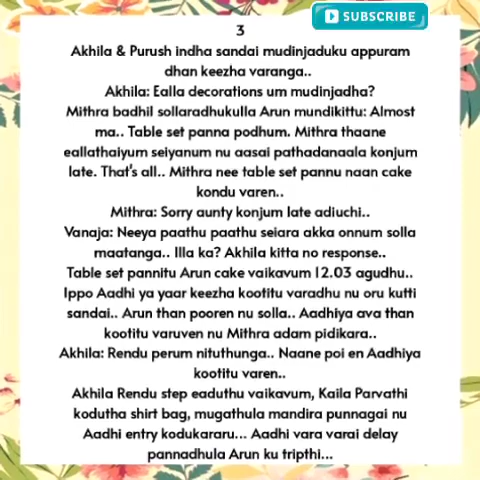 SUBSCRIBE
3
Akhila & Purush indha sandai mudinjaduku appuram
dhan keezha varanga..
Akhila: Ealla decorations um mudinjadha?
Mithra badhil sollaradhukulla Arun mundikittu: Almost
ma.. Table set panna podhum. Mithra thaane
eallathaiyum seiyanum nu aasai pathadanaala konjum
late. That's all.. Mithra nee table set pannu naan cake
kondu varen..
Mithra: Sorry aunty konjum late adiuchi..
Vanaja: Neeya paathu paathu seiara akka onnum solla
maatanga.. Illa ka? Akhila kitta no response..
Table set pannitu Arun cake vaikavum 12.03 agudhu..
Ippo Aadhi ya yaar keezha kootitu varadhu nu oru kutti
sandai.. Arun than pooren nu solla.. Aadhiya ava than
kootitu varuven nu Mithra adam pidikara..
Akhila: Rendu perum nituthunga.. Naane poi en Aadhiya
kootitu varen..
Akhila Rendu step eaduthu vaikavum, Kaila Parvathi
kodutha shirt bag, mugathula mandira punnagai nu
Aadhi entry kodukararu... Aadhi vara varai delay
pannadhula Arun ku tripthi...